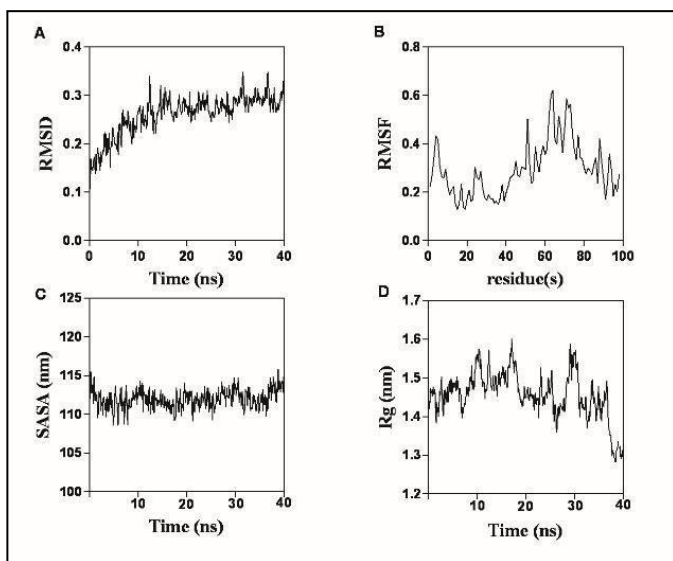 A
0.4
0.3
0.2
0.1
0.0
RMSD
0 10 20 30 40
Time (ns)
B
0.8
0.6
0.4
0.2
0.0
RMSF
0 20 40 60 80 100
residue(s)
C
125
120
115
110
105
100
SASA (nm)
10 20 30 40
Time (ns)
D
1.7
1.6
1.5
1.4
1.3
1.2
Rg (nm)
10 20 30 40
Time (ns)